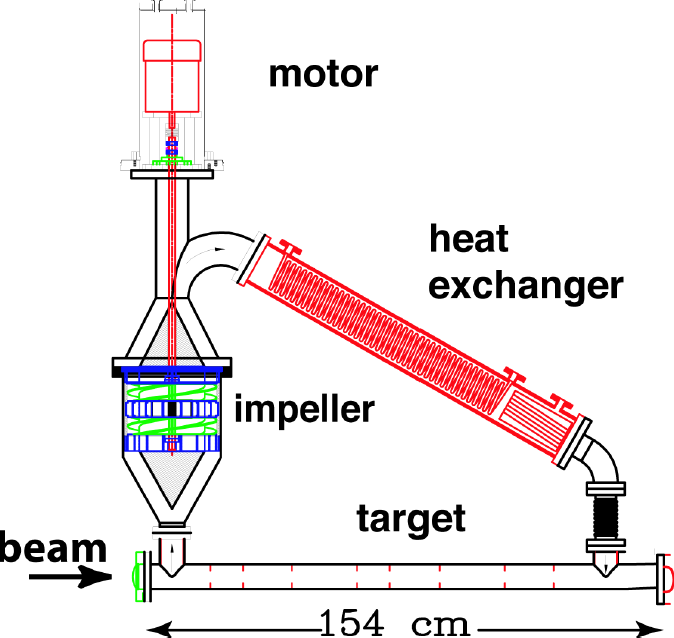 motor
heat
exchanger
impeller
target
beam
154 cm